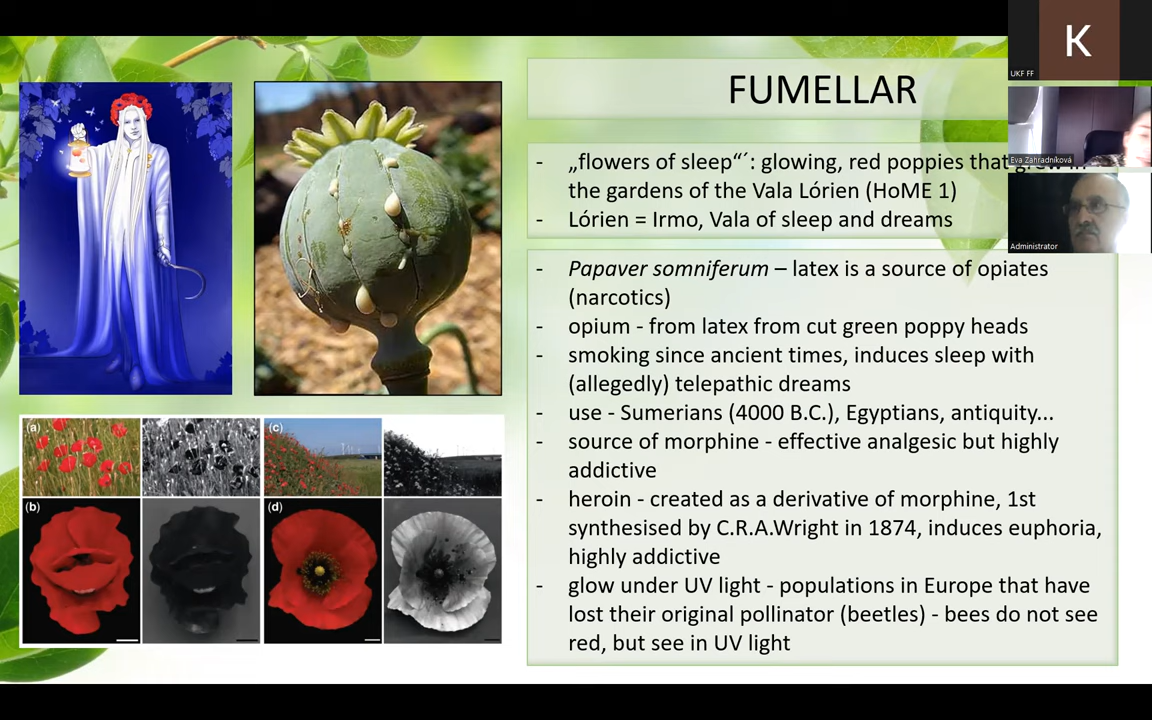 FUMELLAR
- „flowers of sleep“´: glowing, red poppies that grew in
the gardens of the Vala Lórien (HoME 1)
- Lórien = Irmo, Vala of sleep and dreams
- Papaver somniferum – latex is a source of opiates
(narcotics)
- opium - from latex from cut green poppy heads
- smoking since ancient times, induces sleep with
(allegedly) telepathic dreams
- use - Sumerians (4000 B.C.), Egyptians, antiquity...
- source of morphine - effective analgesic but highly
addictive
- heroin - created as a derivative of morphine, 1st
synthesised by C.R.A.Wright in 1874, induces euphoria,
highly addictive
- glow under UV light - populations in Europe that have
lost their original pollinator (beetles) - bees do not see
red, but see in UV light
(a)
(c)
(b)
(d)
K
UKF FF
Eva Zahradníková
Administrator